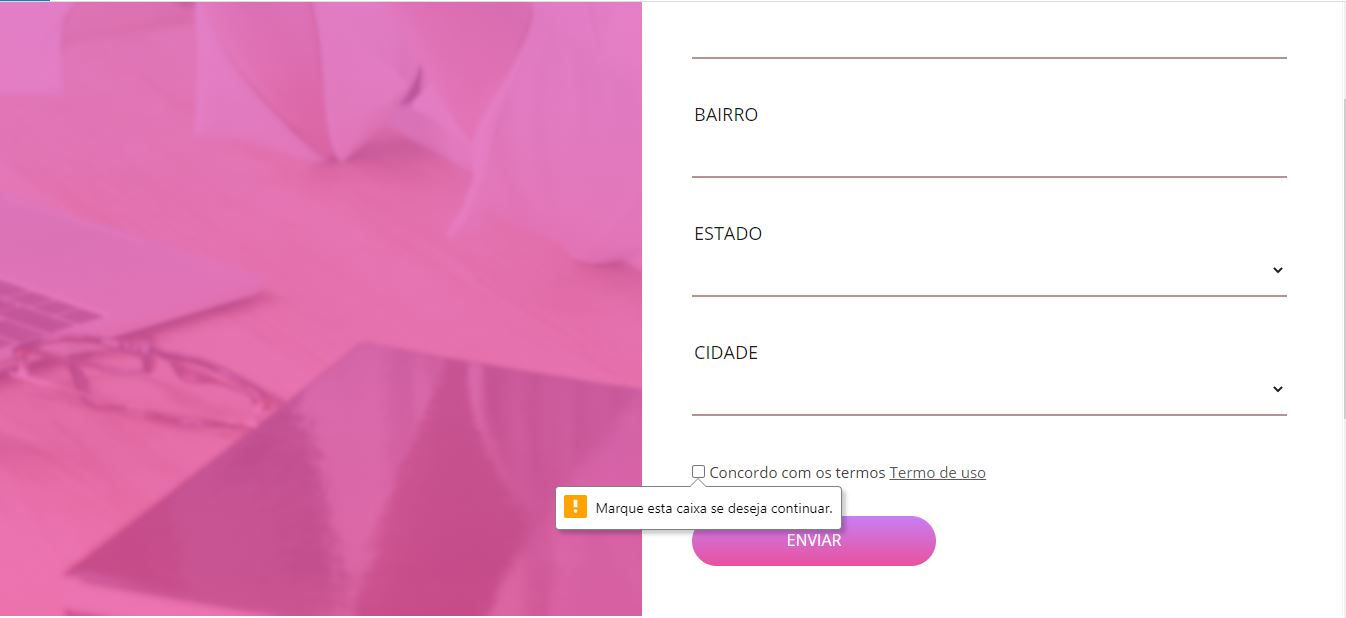 BAIRRO
ESTADO
CIDADE
Concordo com os termos Termo de uso
Marque esta caixa se deseja continuar.
ENVIAR